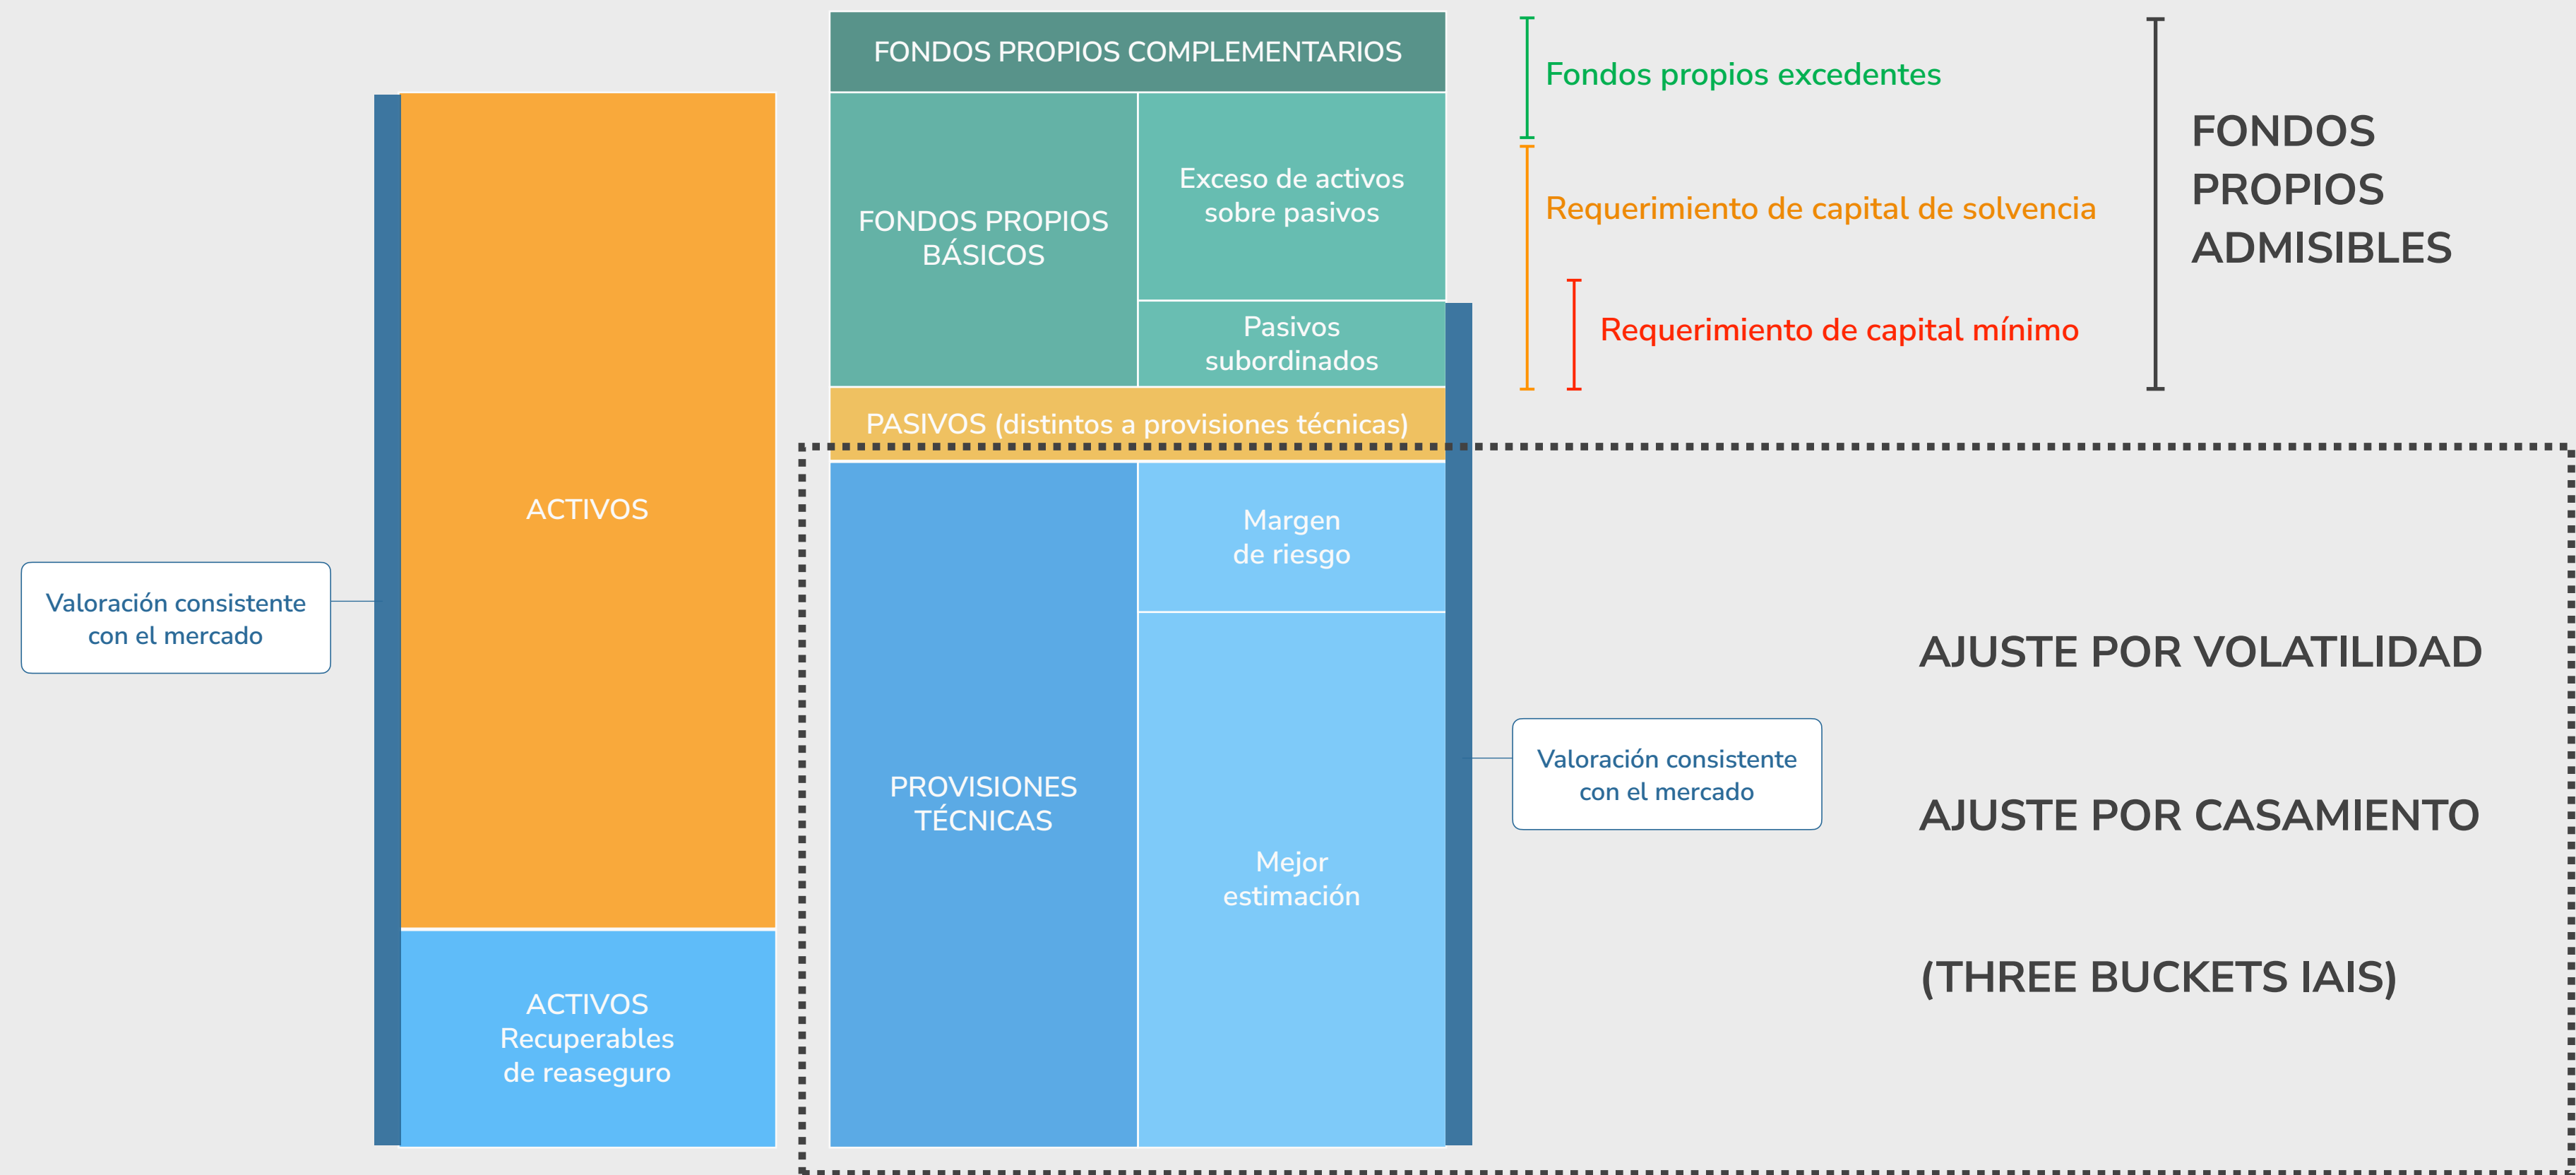 FONDOS PROPIOS COMPLEMENTARIOS
Fondos propios excedentes
FONDOS
PROPIOS
ADMISIBLES
FONDOS PROPIOS
BÁSICOS
Exceso de activos
sobre pasivos
Requerimiento de capital de solvencia
Pasivos
subordinados
Requerimiento de capital mínimo
PASIVOS (distintos a provisiones técnicas)
ACTIVOS
Valoración consistente
con el mercado
Margen
de riesgo
PROVISIONES
TÉCNICAS
Mejor
estimación
Valoración consistente
con el mercado
AJUSTE POR VOLATILIDAD
AJUSTE POR CASAMIENTO
(THREE BUCKETS IAIS)
ACTIVOS
Recuperables
de reaseguro